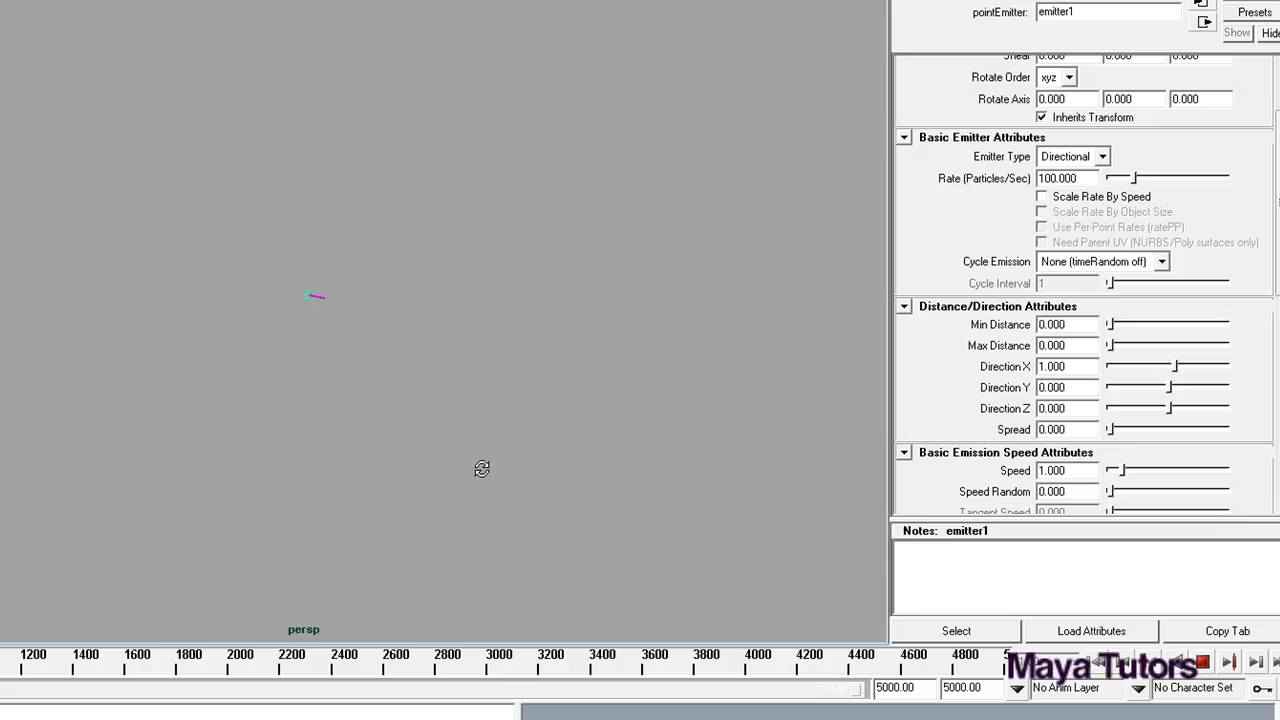 pointEmitter: emitter1
Presets
Show
Shear 0.000 0.000 0.000
Rotate Order xyz
Rotate Axis 0.000 0.000 0.000
Inherits Transform
Basic Emitter Attributes
Emitter Type Directional
Rate (Particles/Sec) 100.000
Scale Rate By Speed
Scale Rate By Object Size
Use Per-Point Rates (ratePP)
Need Parent UV (NURBS/Poly surfaces only)
Cycle Emission None (timeRandom off)
Cycle Interval 1
Distance/Direction Attributes
Min Distance 0.000
Max Distance 0.000
Direction X 1.000
Direction Y 0.000
Direction Z 0.000
Spread 0.000
Basic Emission Speed Attributes
Speed 1.000
Speed Random 0.000
Tangent Speed 0.000
Notes: emitter1
persp
Select Load Attributes Copy Tab
1200 1400 1600 1800 2000 2200 2400 2600 2800 3000 3200 3400 3600 3800 4000 4200 4400 4600 4800
Maya Tutors
5000.00 5000.00 No Anim Layer No Character Set